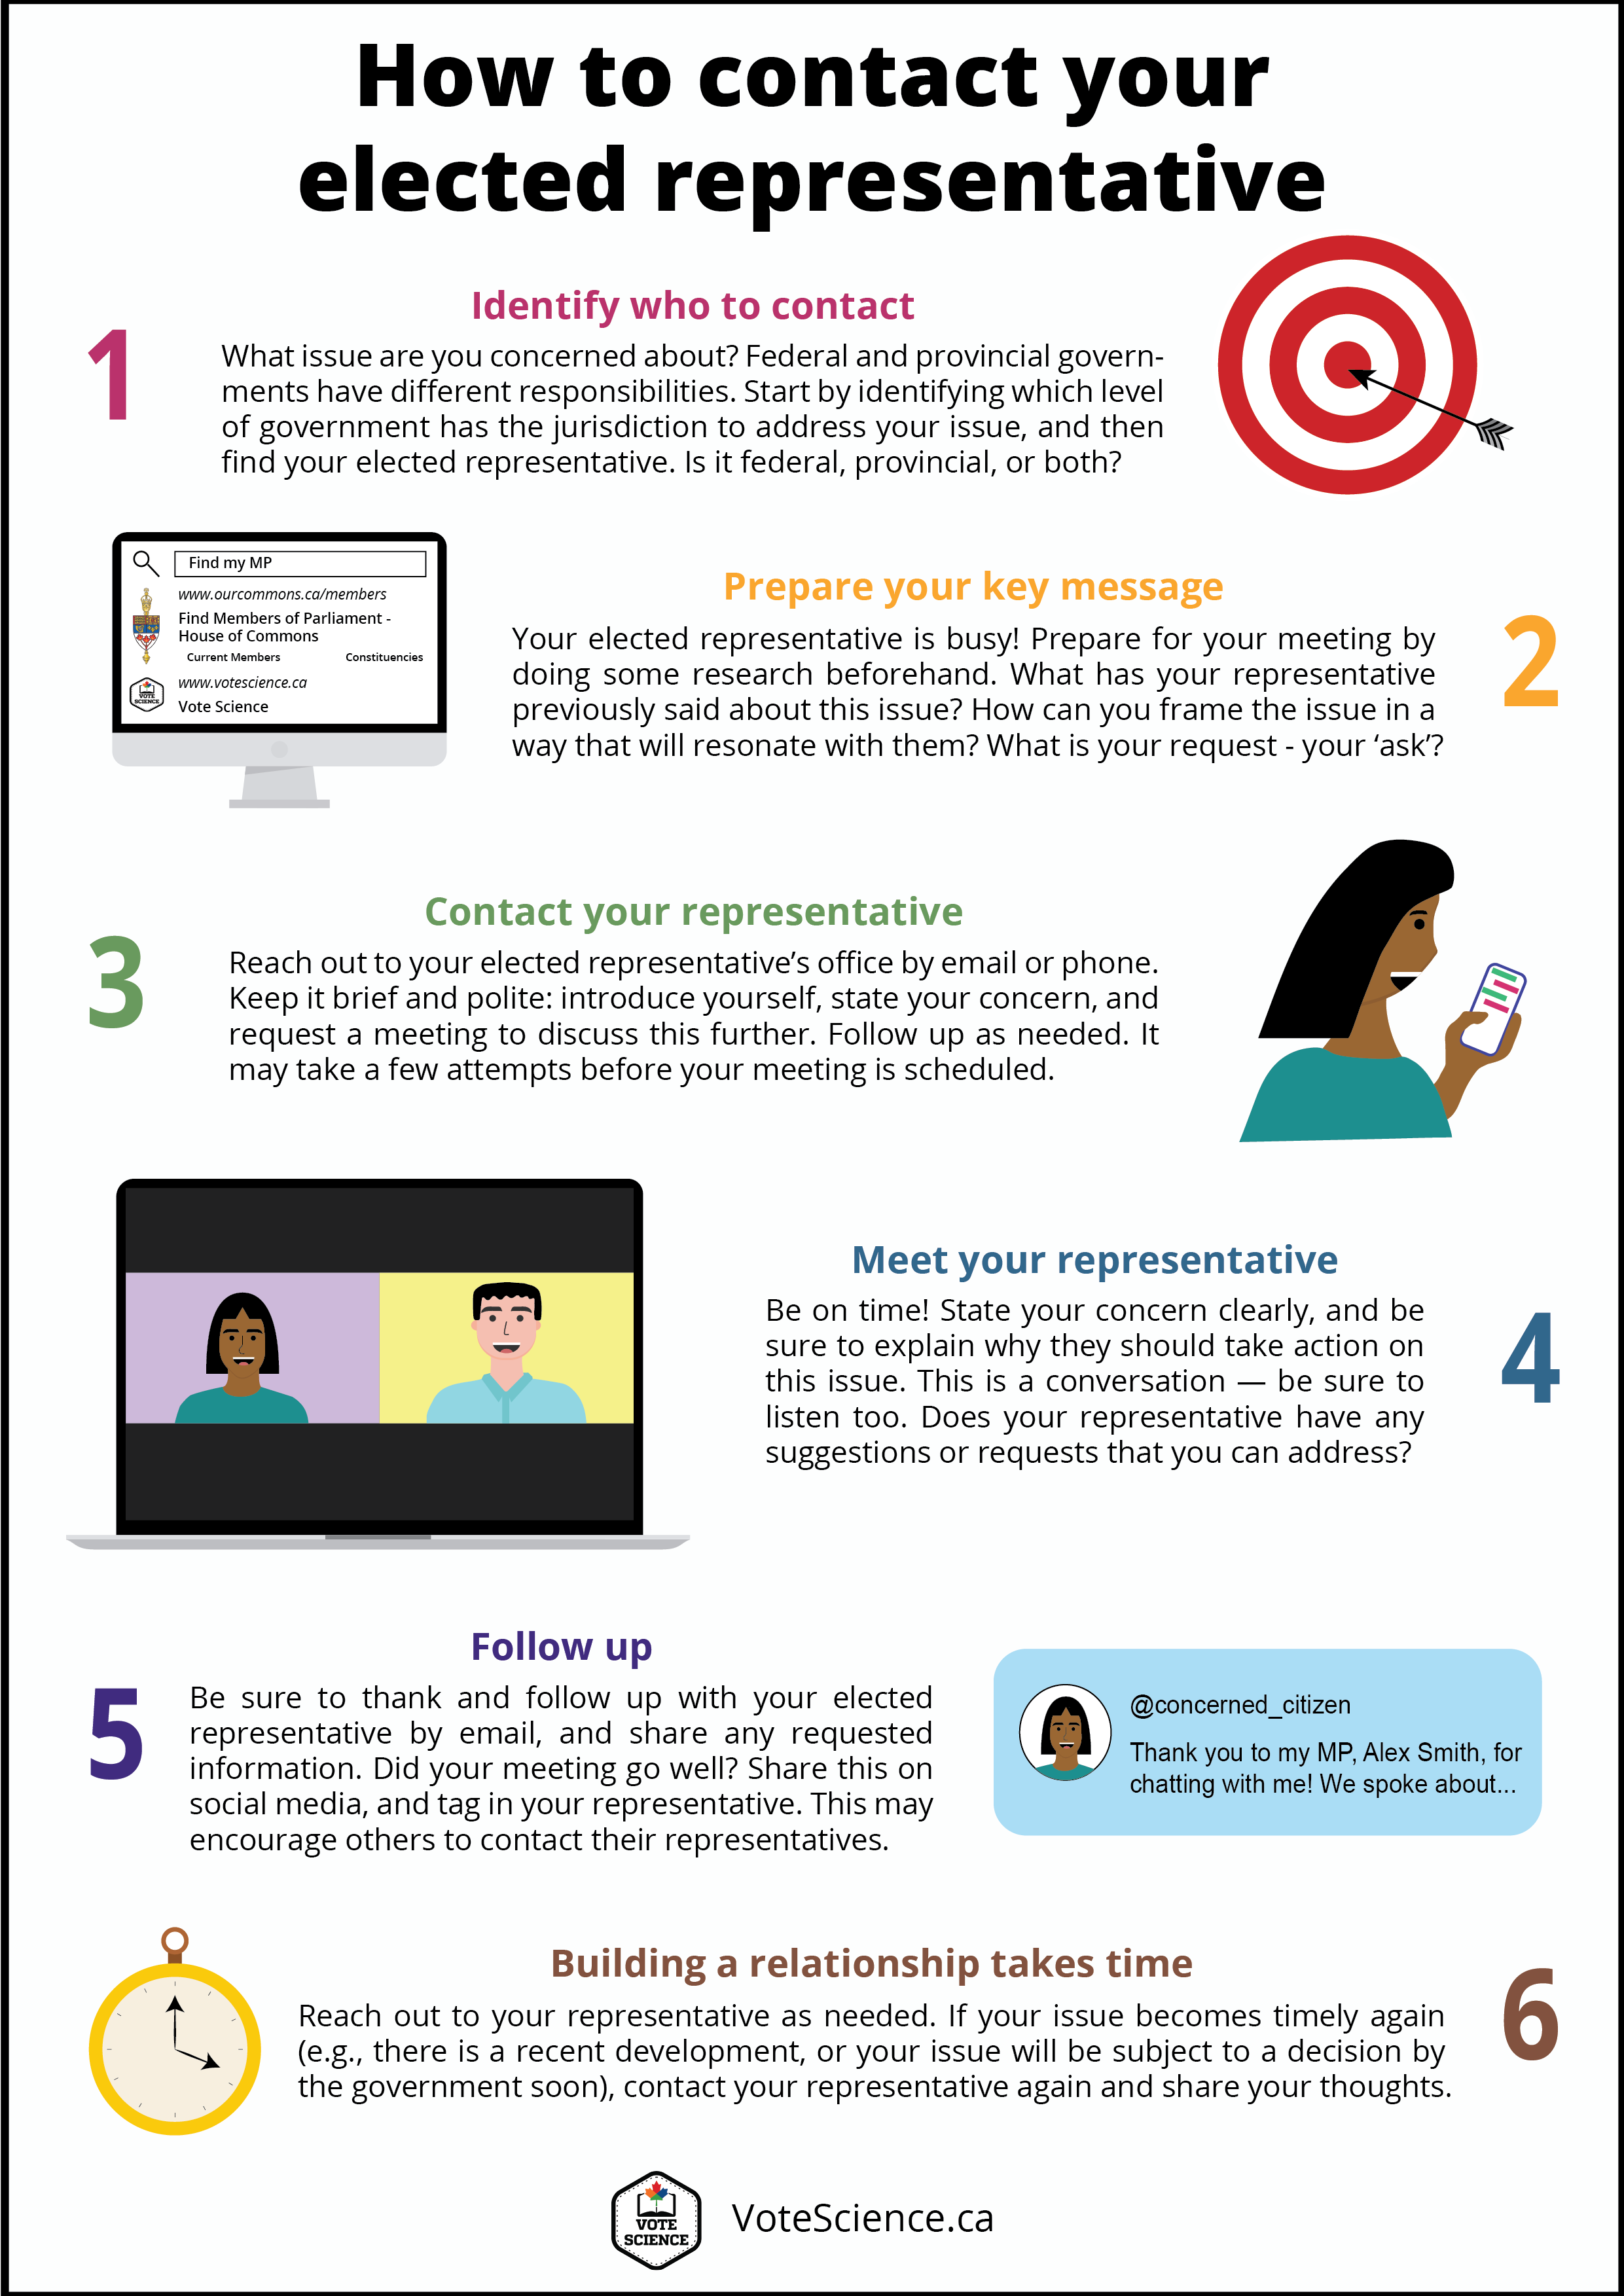 How to contact your
elected representative
Identify who to contact
1
What issue are you concerned about? Federal and provincial govern-
ments have different responsibilities. Start by identifying which level
of government has the jurisdiction to address your issue, and then
find your elected representative. Is it federal, provincial, or both?
Find my MP
www.ourcommons.ca/members
Find Members of Parliament -
House of Commons
Current Members Constituencies
www.votescience.ca
VOTE
SCIENCE
Vote Science
Prepare your key message
2
Your elected representative is busy! Prepare for your meeting by
doing some research beforehand. What has your representative
previously said about this issue? How can you frame the issue in a
way that will resonate with them? What is your request - your ‘ask’?
Contact your representative
3
Reach out to your elected representative’s office by email or phone.
Keep it brief and polite: introduce yourself, state your concern, and
request a meeting to discuss this further. Follow up as needed. It
may take a few attempts before your meeting is scheduled.
Meet your representative
4
Be on time! State your concern clearly, and be
sure to explain why they should take action on
this issue. This is a conversation — be sure to
listen too. Does your representative have any
suggestions or requests that you can address?
Follow up
5
Be sure to thank and follow up with your elected
representative by email, and share any requested
information. Did your meeting go well? Share this on
social media, and tag in your representative. This may
encourage others to contact their representatives.
@concerned_citizen
Thank you to my MP, Alex Smith, for
chatting with me! We spoke about...
Building a relationship takes time
6
Reach out to your representative as needed. If your issue becomes timely again
(e.g., there is a recent development, or your issue will be subject to a decision by
the government soon), contact your representative again and share your thoughts.
VOTE
SCIENCE
VoteScience.ca